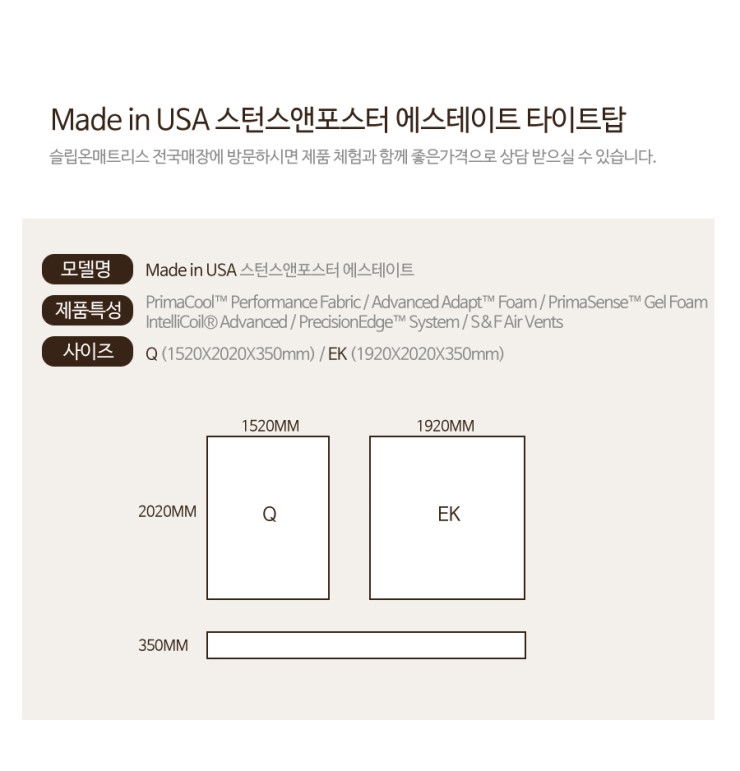 Made in USA 스턴스앤포스터 에스테이트 타이트탑
슬립온매트리스 전국매장에 방문하시면 제품 체험과 함께 좋은가격으로 상담 받으실 수 있습니다.
모델명 Made in USA 스턴스앤포스터 에스테이트
제품특성 PrimaCool™ Performance Fabric / Advanced Adapt™ Foam / PrimaSense™ Gel Foam
IntelliCoil® Advanced / PrecisionEdge™ System / S&F Air Vents
사이즈 Q (1520X2020X350mm) / EK (1920X2020X350mm)
1520MM 1920MM
2020MM Q EK
350MM